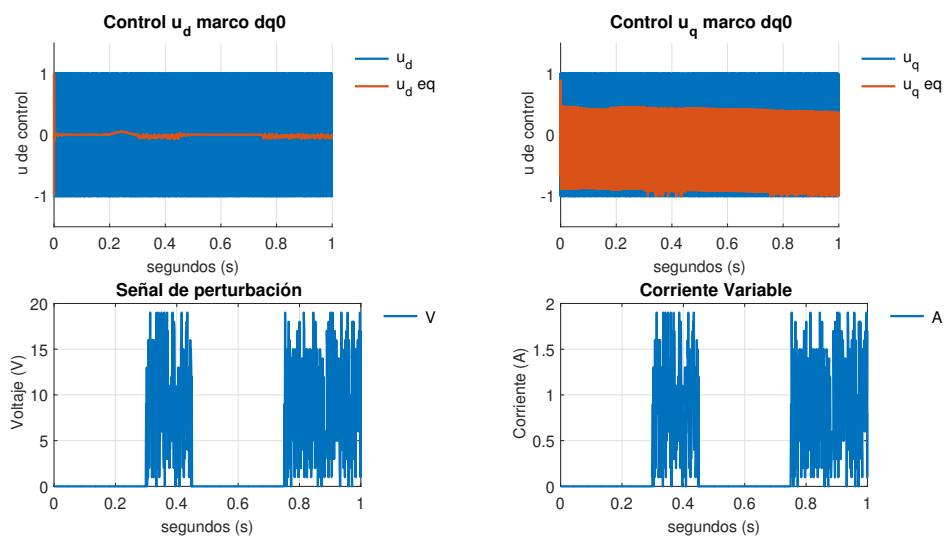 Control u_d marco dq0
u de control
1
0
-1
0
0.2
0.4
0.6
0.8
1
segundos (s)
u_d
u_d eq
Control u_q marco dq0
u de control
1
0
-1
0
0.2
0.4
0.6
0.8
1
segundos (s)
u_q
u_q eq
Señal de perturbación
Voltaje (V)
20
15
10
5
0
0
0.2
0.4
0.6
0.8
1
segundos (s)
V
Corriente Variable
Corriente (A)
2
1.5
1
0.5
0
0
0.2
0.4
0.6
0.8
1
segundos (s)
A